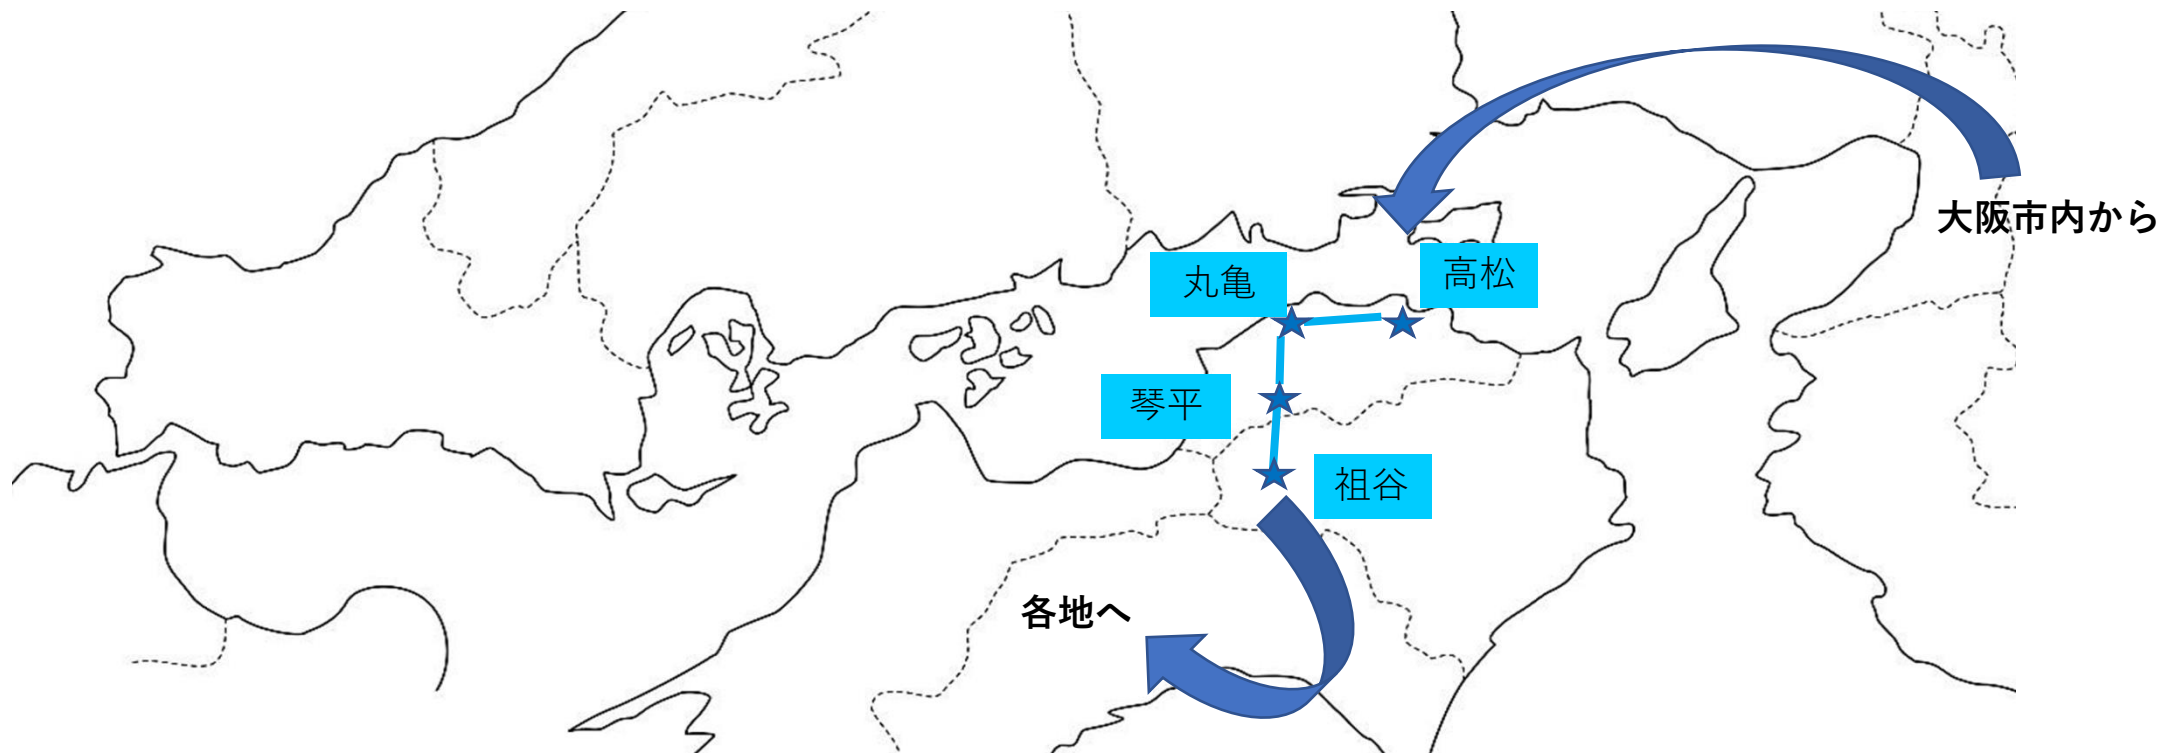 大阪市内から
丸亀
高松
琴平
祖谷
各地へ